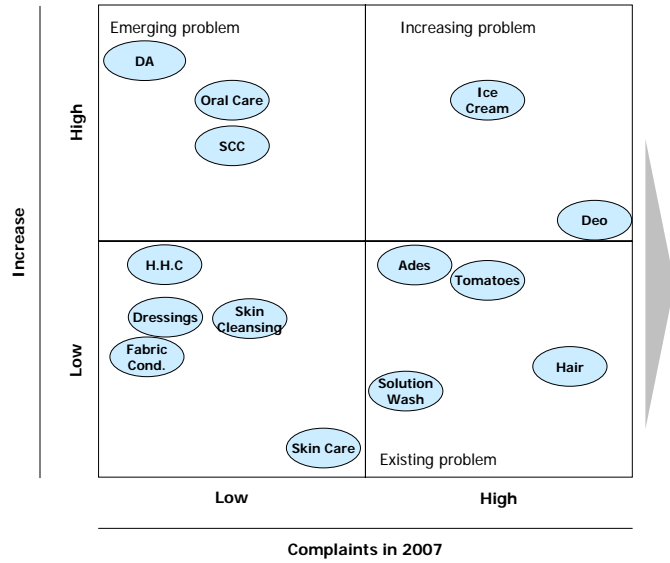 Emerging problem
Increasing problem
DA
Oral Care
Ice
Cream
SCC
Deo
High
Increase
H.H.C
Ades
Tomatoes
Dressings
Skin
Cleansing
Fabric
Cond.
Hair
Solution
Wash
Low
Skin Care
Existing problem
Low
High
Complaints in 2007